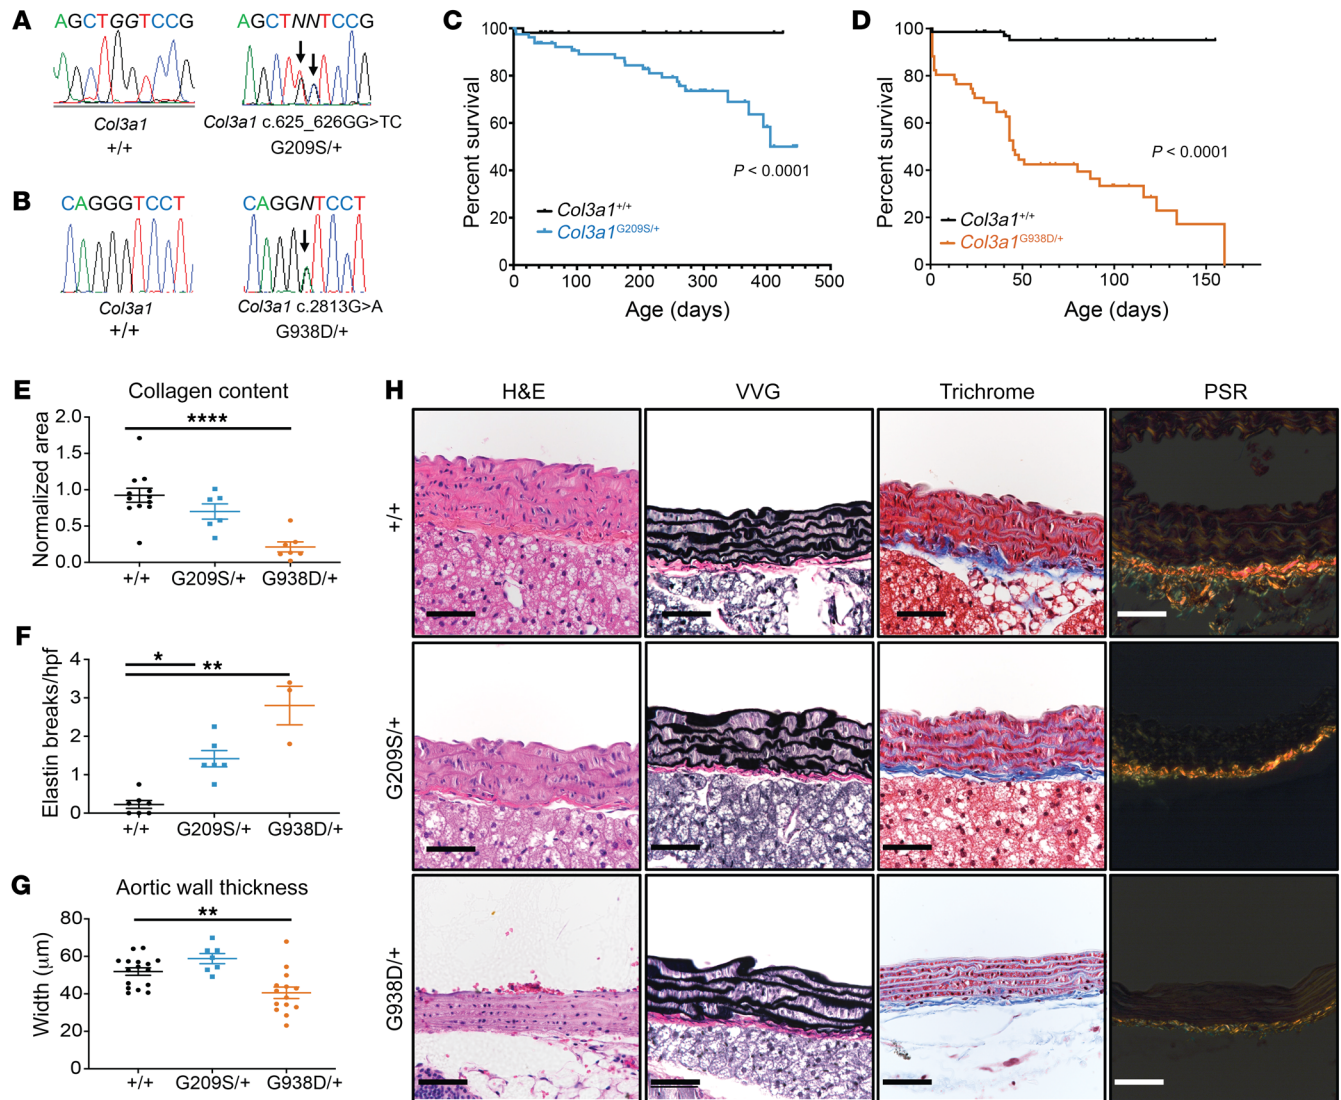 A
AGCTGGTCCG
AGCTNNTCCG
Col3a1
+/+
Col3a1 c.625_626GG>TC
G209S/+
B
CAGGGTCCT
CAGGNTCCT
Col3a1
+/+
Col3a1 c.2813G>A
G938D/+
C
Percent survival
100
80
60
40
20
0
P < 0.0001
Col3a1+/+
Col3a1G209S/+
0 100 200 300 400 500
Age (days)
D
Percent survival
100
80
60
40
20
0
P < 0.0001
Col3a1+/+
Col3a1G938D/+
0 50 100 150
Age (days)
E
Collagen content
Normalized area
2.0
1.5
1.0
0.5
0.0
****
+/+ G209S/+ G938D/+
F
Elastin breaks/hpf
4
3
2
1
0
*
**
+/+ G209S/+ G938D/+
G
Aortic wall thickness
Width (μm)
80
60
40
20
0
**
+/+ G209S/+ G938D/+
H
H&E VVG Trichrome PSR
+/+
G209S/+
G938D/+